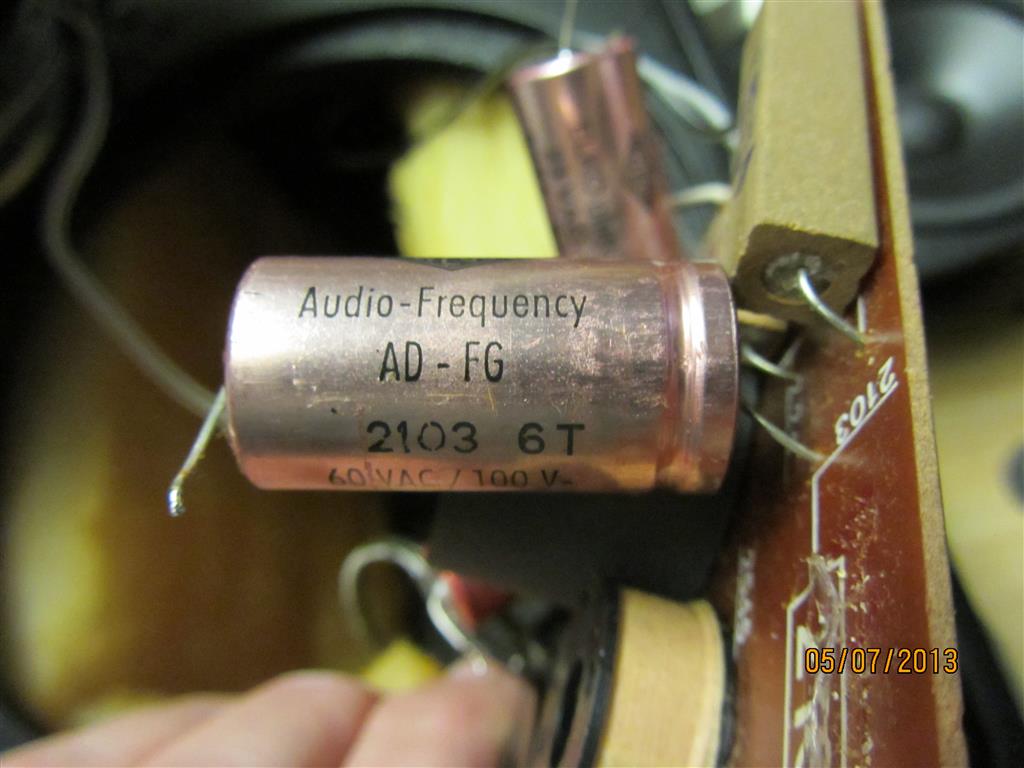 Audio-Frequency
AD - FG
2103 6T
60 VAC / 100 V-
2103
05/07/2013